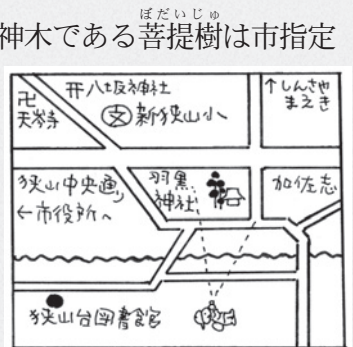 ぼだいじゅ
神木である菩提樹は市指定
八坂神社
↑しんさや
まえき
卍
天岑寺
文 新狭山小
狭山中央通り
←市役所へ
羽黒
神社
加佐志
狭山台図書館